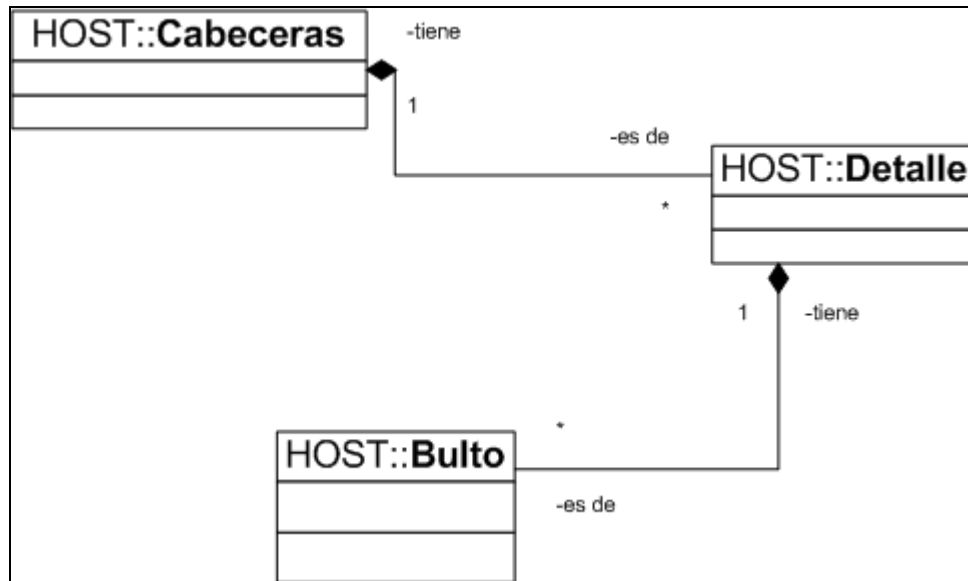 HOST::Cabeceras
-tiene
1
-es de
HOST::Detalle
*
1
-tiene
*
HOST::Bulto
-es de